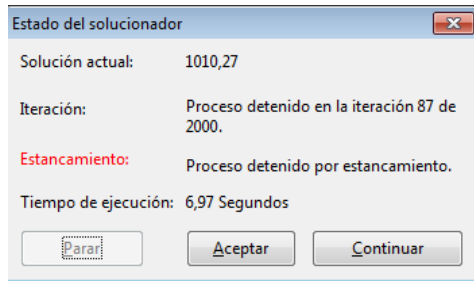 Estado del solucionador
Solución actual: 1010,27
Iteración: Proceso detenido en la iteración 87 de
2000.
Estancamiento: Proceso detenido por estancamiento.
Tiempo de ejecución: 6,97 Segundos
Parar Aceptar Continuar